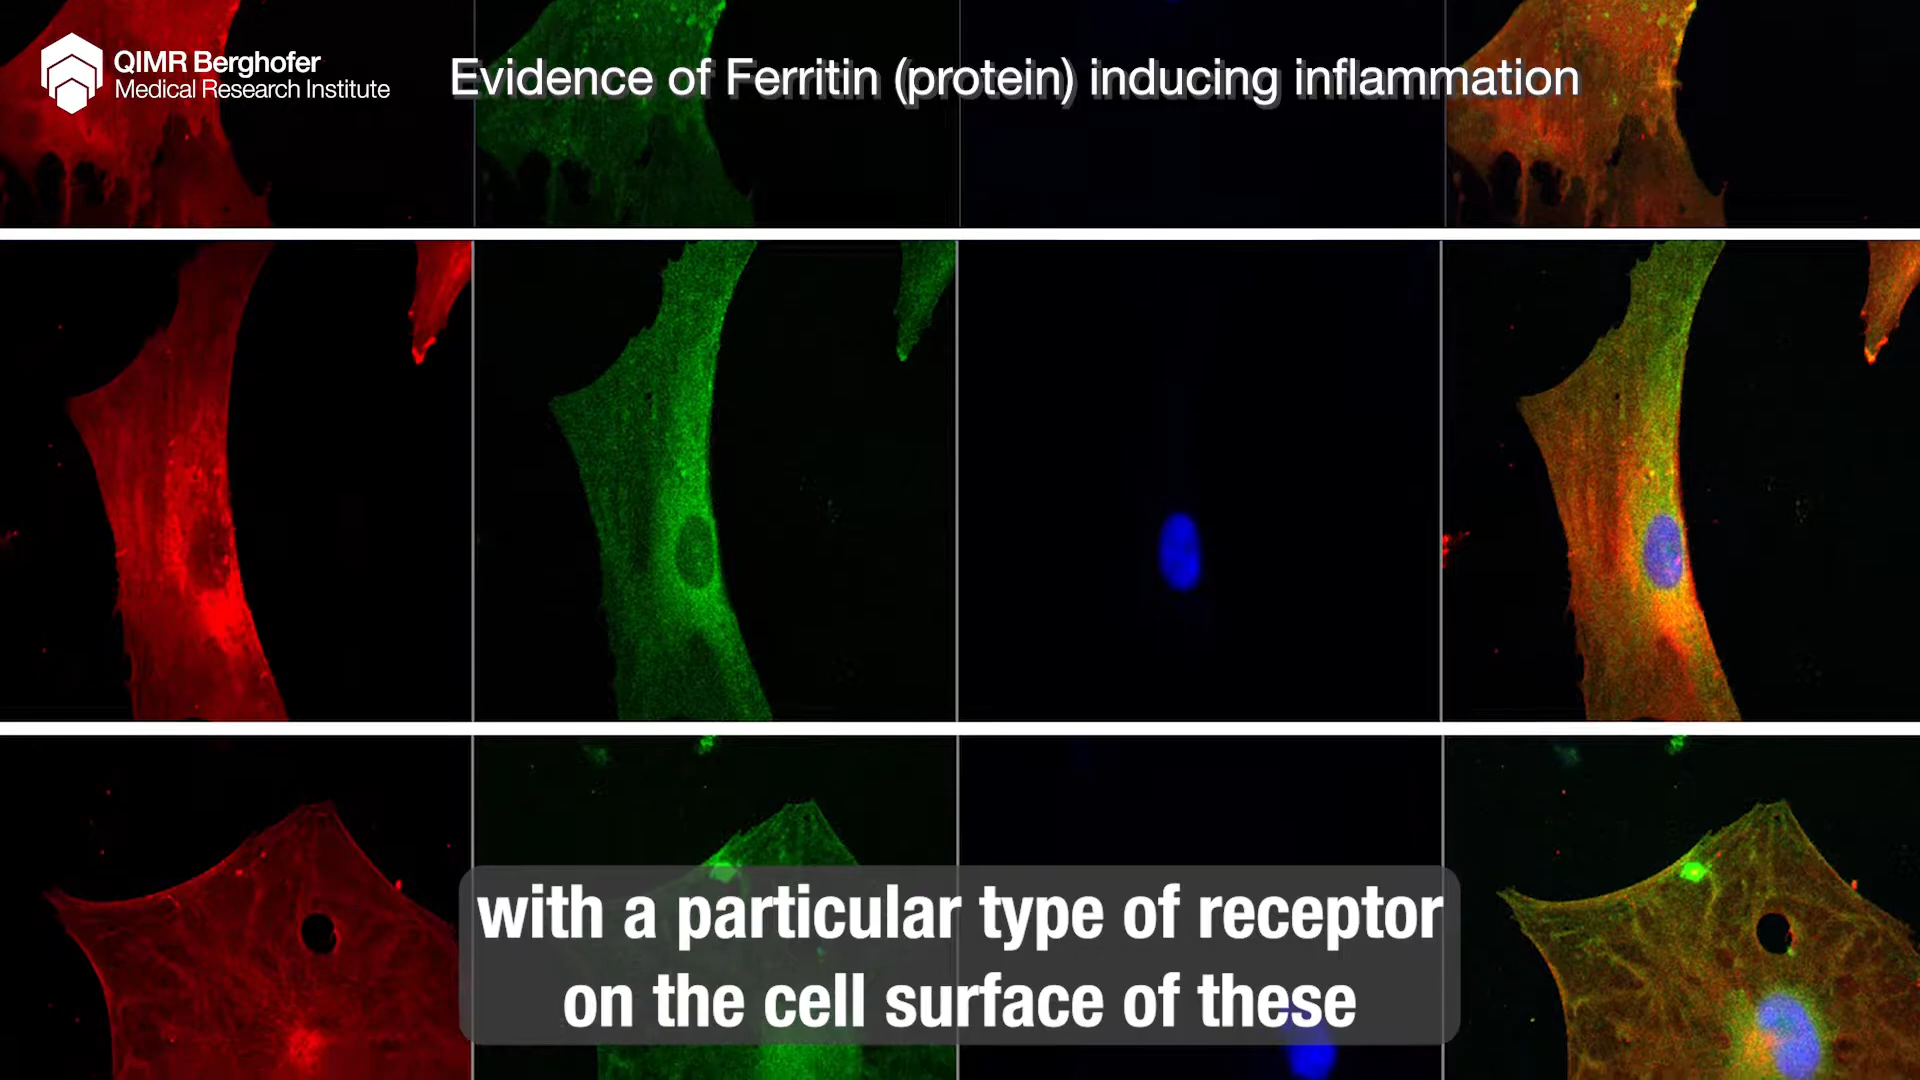 QIMR Berghofer
Medical Research Institute
Evidence of Ferritin (protein) inducing inflammation
with a particular type of receptor
on the cell surface of these